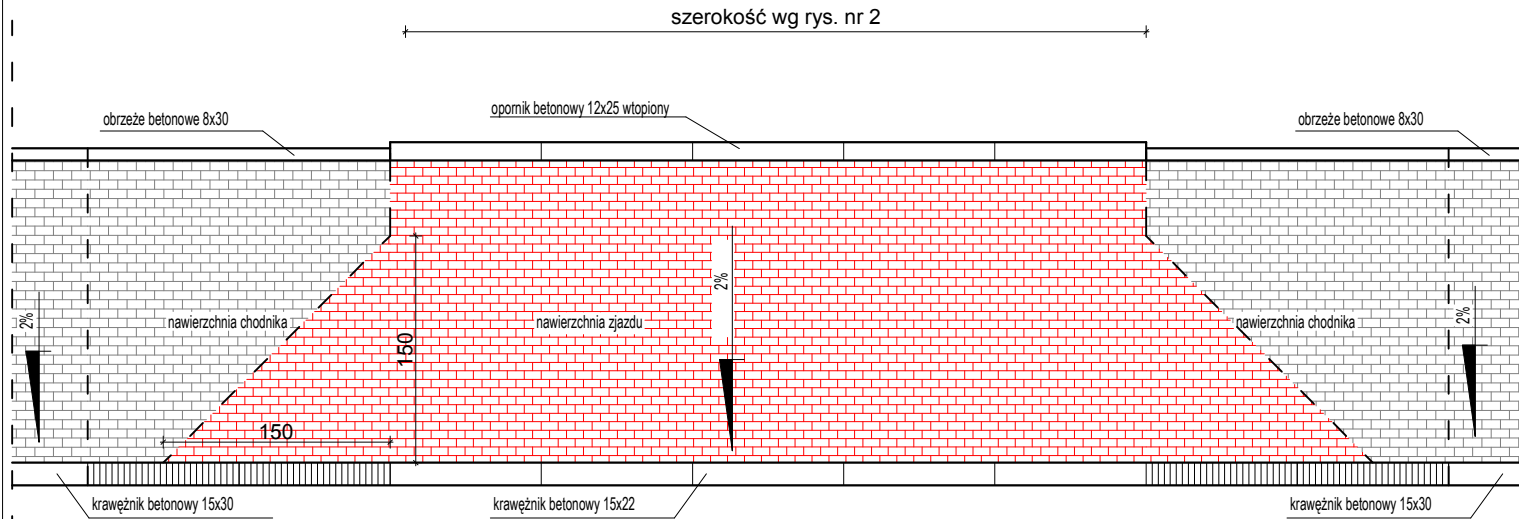 szerokość wg rys. nr 2
obrzeże betonowe 8x30
opornik betonowy 12x25 wtopiony
obrzeże betonowe 8x30
2%
2%
2%
nawierzchnia chodnika
nawierzchnia zjazdu
nawierzchnia chodnika
150
150
krawężnik betonowy 15x30
krawężnik betonowy 15x22
krawężnik betonowy 15x30